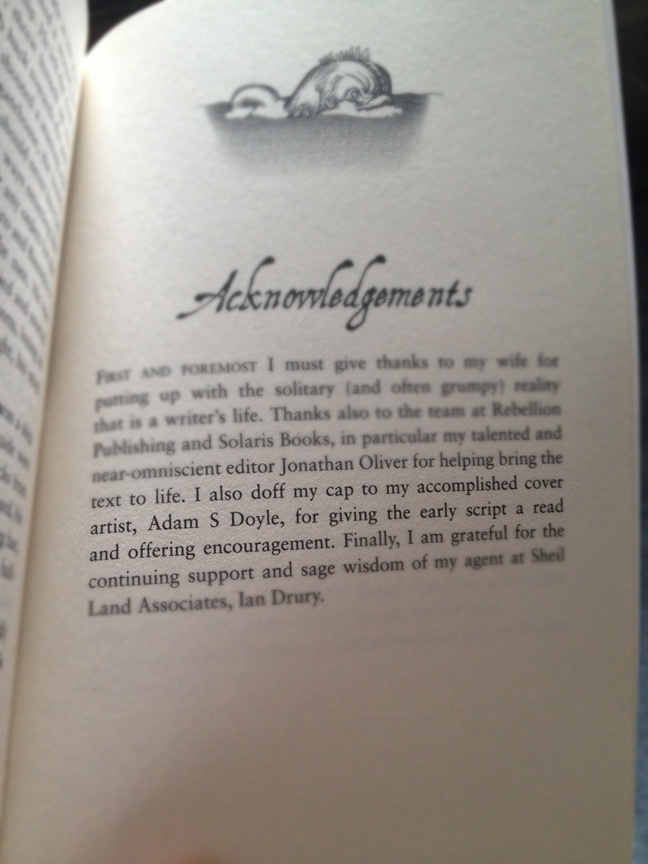 Acknowledgements
FIRST AND FOREMOST I must give thanks to my wife for
putting up with the solitary (and often grumpy) reality
that is a writer's life. Thanks also to the team at Rebellion
Publishing and Solaris Books, in particular my talented and
near-omniscient editor Jonathan Oliver for helping bring the
text to life. I also doff my cap to my accomplished cover
artist, Adam S Doyle, for giving the early script a read
and offering encouragement. Finally, I am grateful for the
continuing support and sage wisdom of my agent at Sheil
Land Associates, Ian Drury.